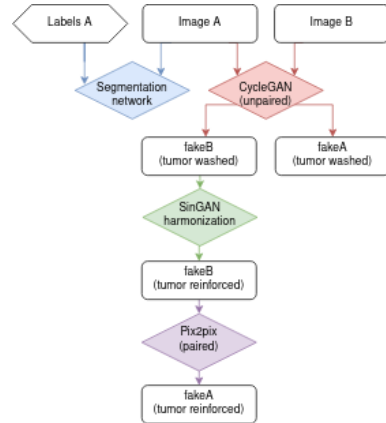 Labels A
Image A
Image B
Segmentation
network
CycleGAN
(unpaired)
fakeB
(tumor washed)
fakeA
(tumor washed)
SinGAN
harmonization
fakeB
(tumor reinforced)
Pix2pix
(paired)
fakeA
(tumor reinforced)